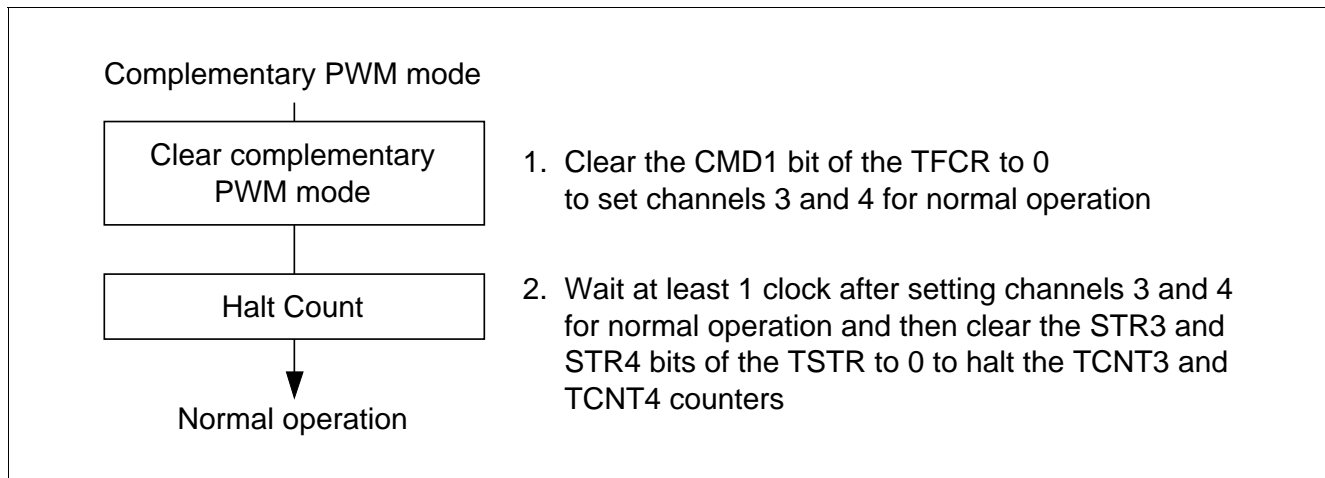 Complementary PWM mode
Clear complementary
PWM mode
1. Clear the CMD1 bit of the TFCR to 0
to set channels 3 and 4 for normal operation
Halt Count
2. Wait at least 1 clock after setting channels 3 and 4
for normal operation and then clear the STR3 and
STR4 bits of the TSTR to 0 to halt the TCNT3 and
TCNT4 counters
Normal operation